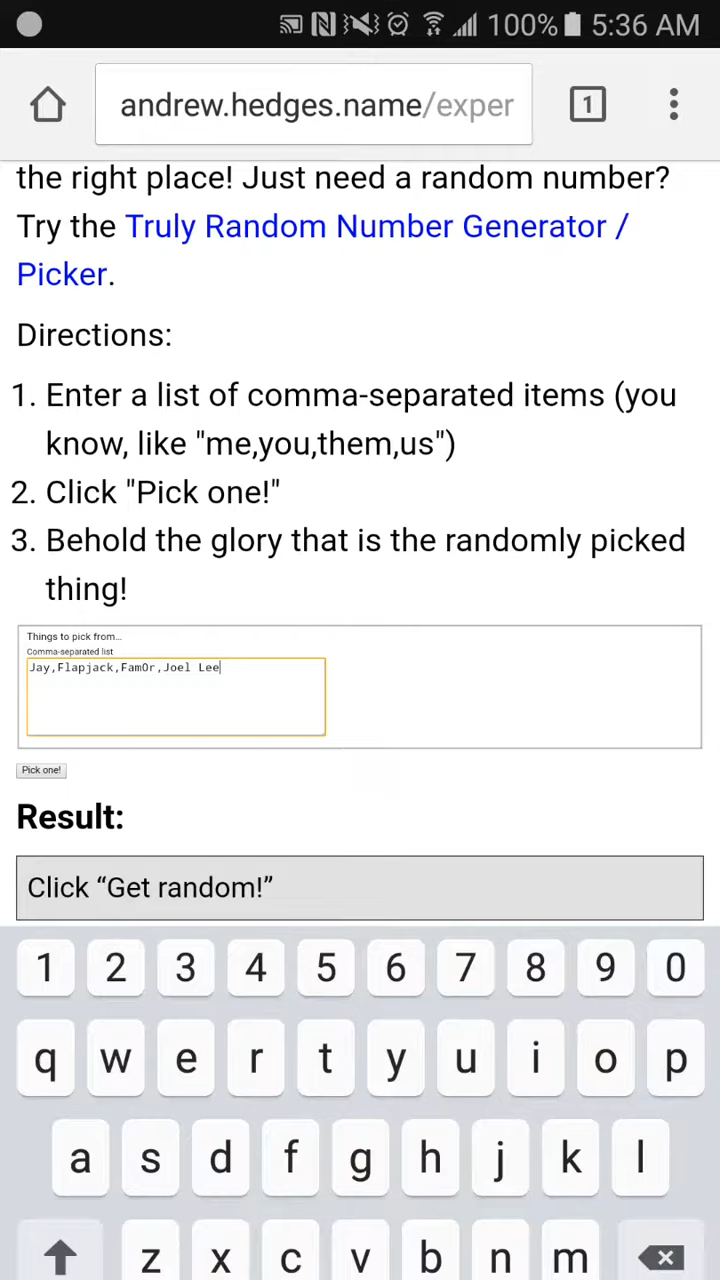 100% 5:36 AM
andrew.hedges.name/exper
1
the right place! Just need a random number?
Try the Truly Random Number Generator /
Picker.
Directions:
1. Enter a list of comma-separated items (you
know, like "me,you,them,us")
2. Click "Pick one!"
3. Behold the glory that is the randomly picked
thing!
Things to pick from...
Comma-separated list
Jay,Flapjack,FamOr,Joel Lee
Pick one!
Result:
Click “Get random!”
1 2 3 4 5 6 7 8 9 0
q w e r t y u i o p
a s d f g h j k l
z x c v b n m